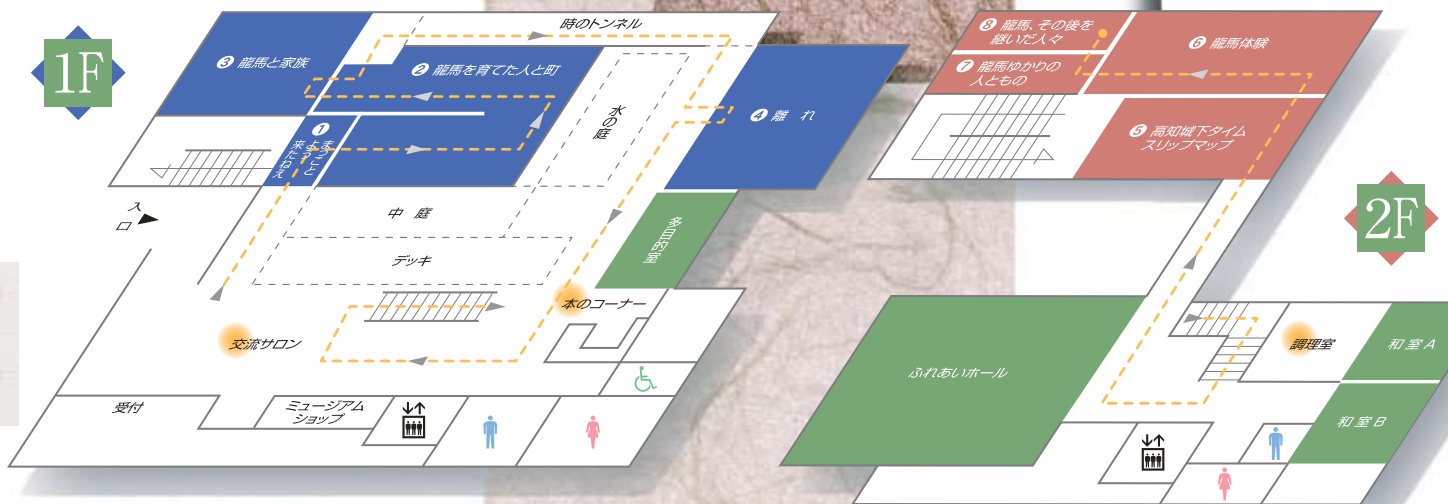 1F
時のトンネル
❸ 龍馬と家族
❷ 龍馬を育てた人と町
❶
まっこと
よう
来たねえ
水の庭
❹ 離 れ
入
口
中 庭
デッキ
多目的室
本のコーナー
交流サロン
受付
ミュージアム
ショップ
2F
❽ 龍馬、その後を
継いだ人々
❼ 龍馬ゆかりの
人ともの
❻ 龍馬体験
❺ 高知城下タイム
スリップマップ
ふれあいホール
調理室
和 室 A
和 室 B